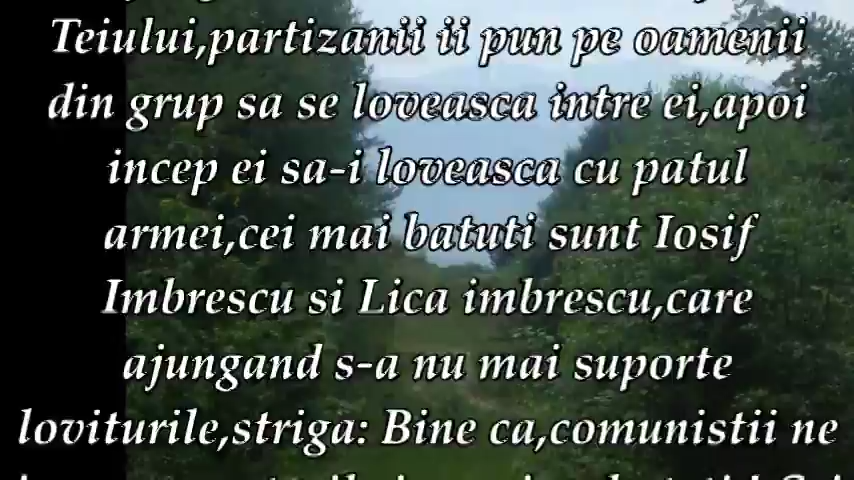 Teiului,partizanii ii pun pe oamenii
din grup sa se loveasca intre ei,apoi
incep ei sa-i loveasca cu patul
armei,cei mai batuti sunt Iosif
Imbrescu si Lica imbrescu,care
ajungand s-a nu mai suporte
loviturile,striga: Bine ca,comunistii ne